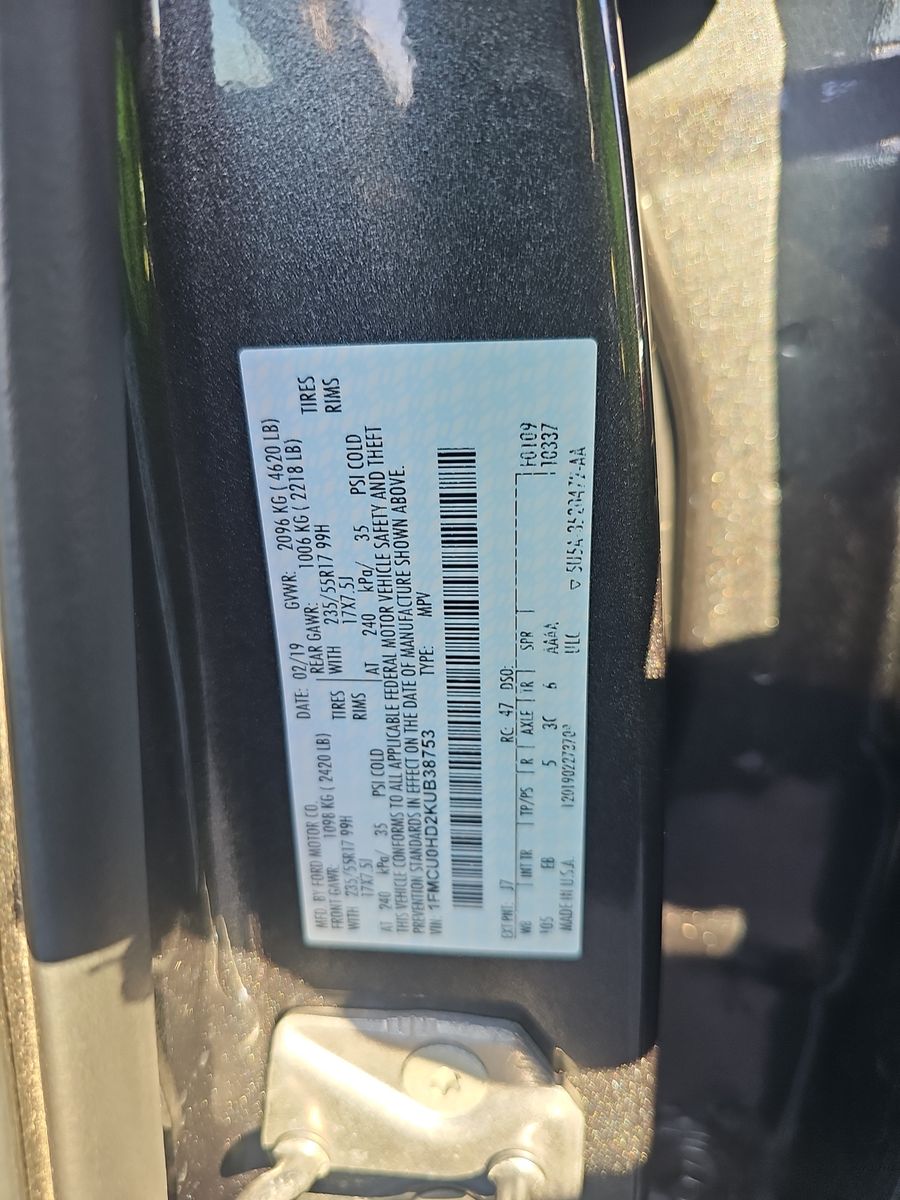 MFD. BY FORD MOTOR CO.
DATE: 02/19 GVWR: 2096 KG ( 4620 LB)
FRONT GAWR: 1098 KG ( 2420 LB) REAR GAWR: 1006 KG ( 2218 LB)
WITH 235/55R17 99H TIRES WITH 235/55R17 99H TIRES
17X7.5J RIMS 17X7.5J RIMS
AT 240 kPa/ 35 PSI COLD AT 240 kPa/ 35 PSI COLD
THIS VEHICLE CONFORMS TO ALL APPLICABLE FEDERAL MOTOR VEHICLE SAFETY AND THEFT
PREVENTION STANDARDS IN EFFECT ON THE DATE OF MANUFACTURE SHOWN ABOVE.
VIN: 1FMCU0HD2KUB38753 TYPE: MPV
EXT PNT: J7 RC: 47 DSO:
WB INT TR TP/PS R AXLE TR SPR F0109
105 EB 5 3C 6 AAAA 10337
MADE IN U.S.A. ULC